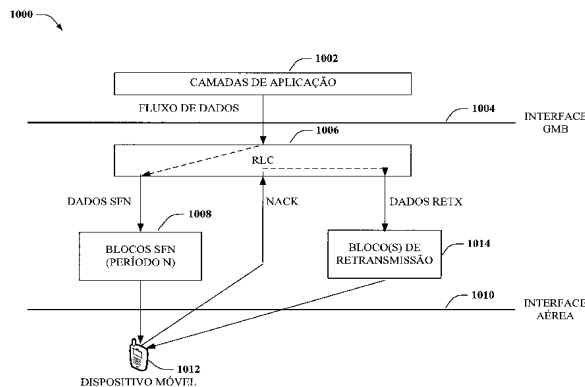 1000
1002
CAMADAS DE APLICAÇÃO
FLUXO DE DADOS
1004
INTERFACE
GMB
1006
RLC
DADOS SFN
NACK
DADOS RETX
1008
BLOCOS SFN
(PERÍODO N)
BLOCO(S) DE
RETRANSMISSÃO
1014
1010
INTERFACE
AÉREA
1012
DISPOSITIVO MÓVEL